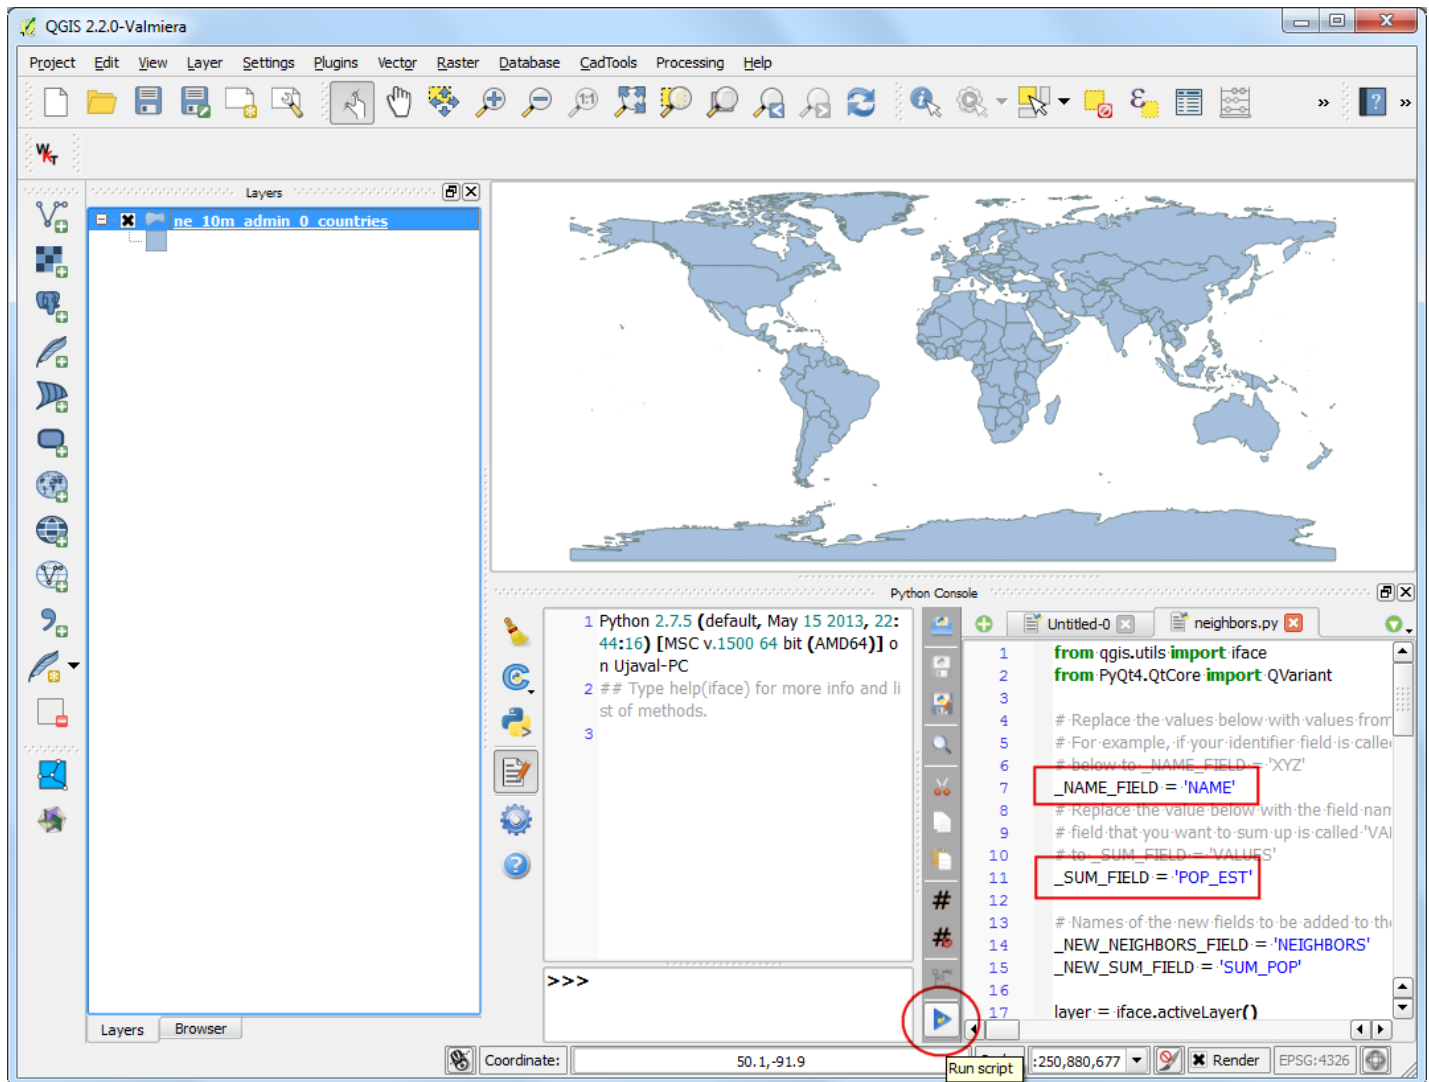 QGIS 2.2.0-Valmiera
Project Edit View Layer Settings Plugins Vector Raster Database CadTools Processing Help
1:1
ε
»
?
»
WKT
Layers
ne_10m_admin_0_countries
Python Console
1 Python 2.7.5 (default, May 15 2013, 22:
44:16) [MSC v.1500 64 bit (AMD64)] o
n Ujaval-PC
2 ## Type help(iface) for more info and li
st of methods.
3
>>>
#
#
Untitled-0
neighbors.py
1 from qgis.utils import iface
2 from PyQt4.QtCore import QVariant
3
4 # Replace the values below with values from
5 # For example, if your identifier field is calle
6 # below to _NAME_FIELD = 'XYZ'
7 _NAME_FIELD = 'NAME'
8 # Replace the value below with the field nam
9 # field that you want to sum up is called 'VAL
10 # to _SUM_FIELD = 'VALUES'
11 _SUM_FIELD = 'POP_EST'
12
13 # Names of the new fields to be added to the
14 _NEW_NEIGHBORS_FIELD = 'NEIGHBORS'
15 _NEW_SUM_FIELD = 'SUM_POP'
16
17 layer = iface.activeLayer()
Layers Browser
Coordinate: 50.1,-91.9 :250,880,677 Render EPSG:4326
Run script